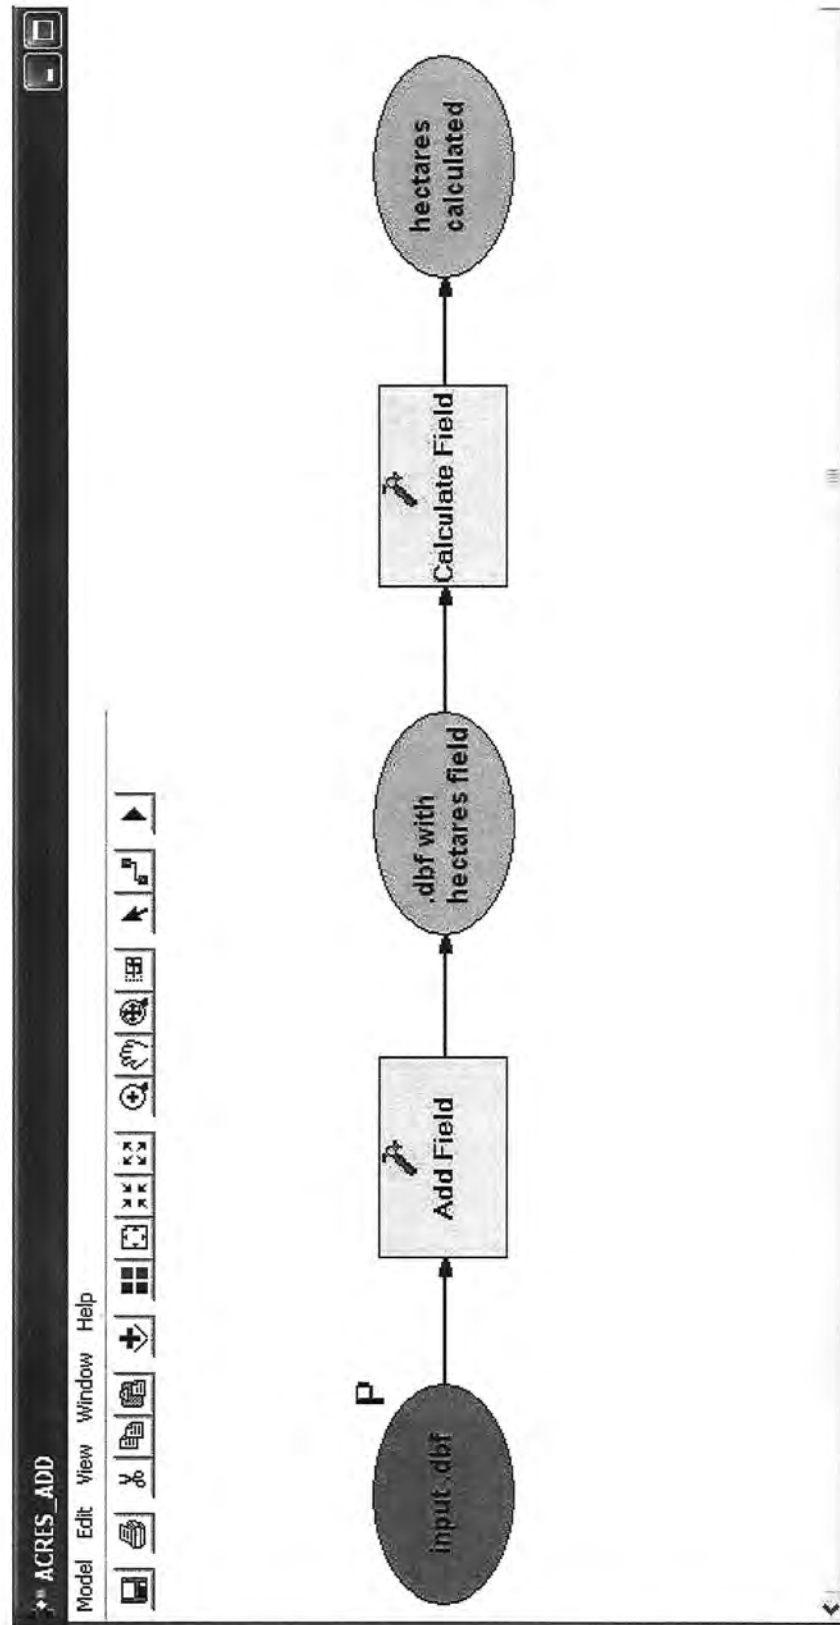 ACRES_ADD
Model Edit View Window Help
P
input .dbf
Add Field
.dbf with
hectares field
Calculate Field
hectares
calculated